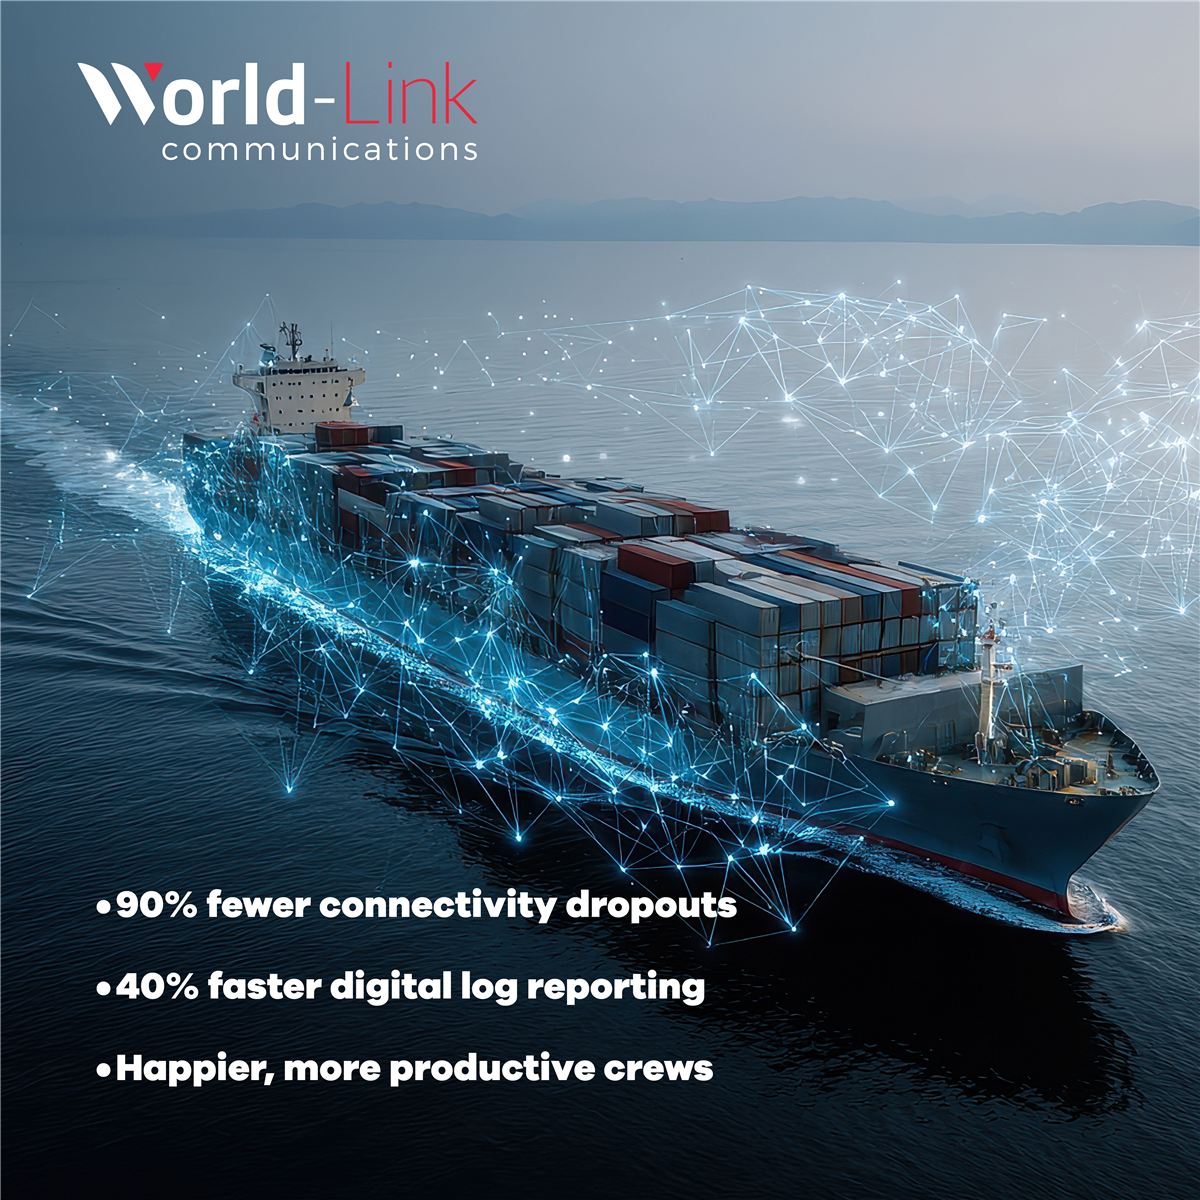 World-Link
communications
•90% fewer connectivity dropouts
•40% faster digital log reporting
•Happier, more productive crews